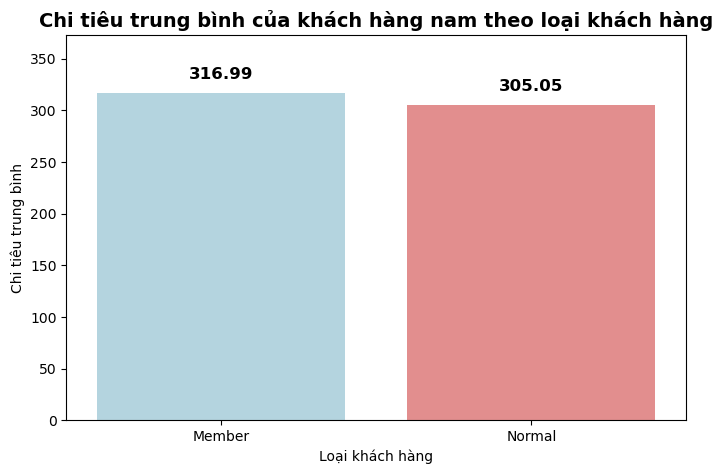 Chi tiêu trung bình của khách hàng nam theo loại khách hàng
350
300
250
200
150
100
50
0
Chi tiêu trung bình
316.99
305.05
Member
Normal
Loại khách hàng